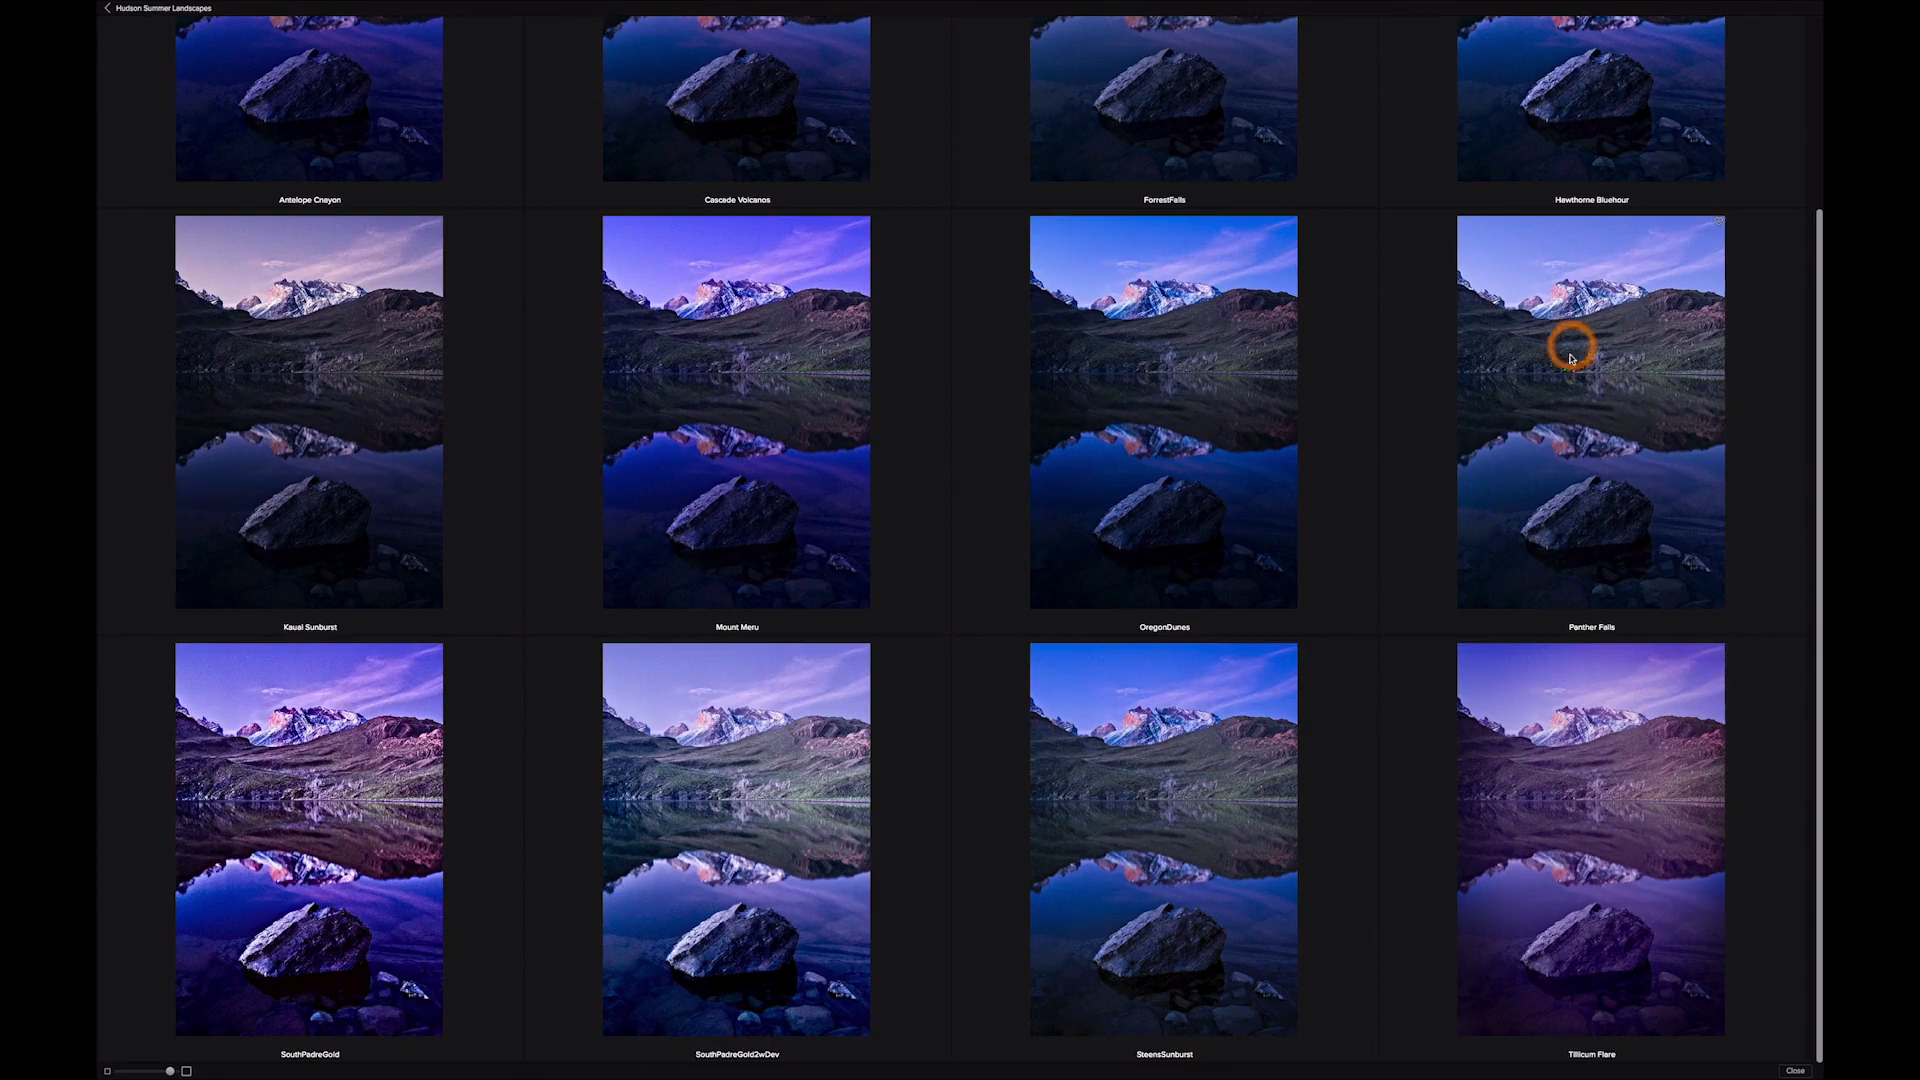 Hudson Summer Landscapes
Antelope Cnayon
Cascade Volcanos
ForrestFalls
Hawthorne Bluehour
Kauai Sunburst
Mount Meru
OregonDunes
Panther Falls
SouthPadreGold
SouthPadreGold2wDev
SteensSunburst
Tillicum Flare
Close